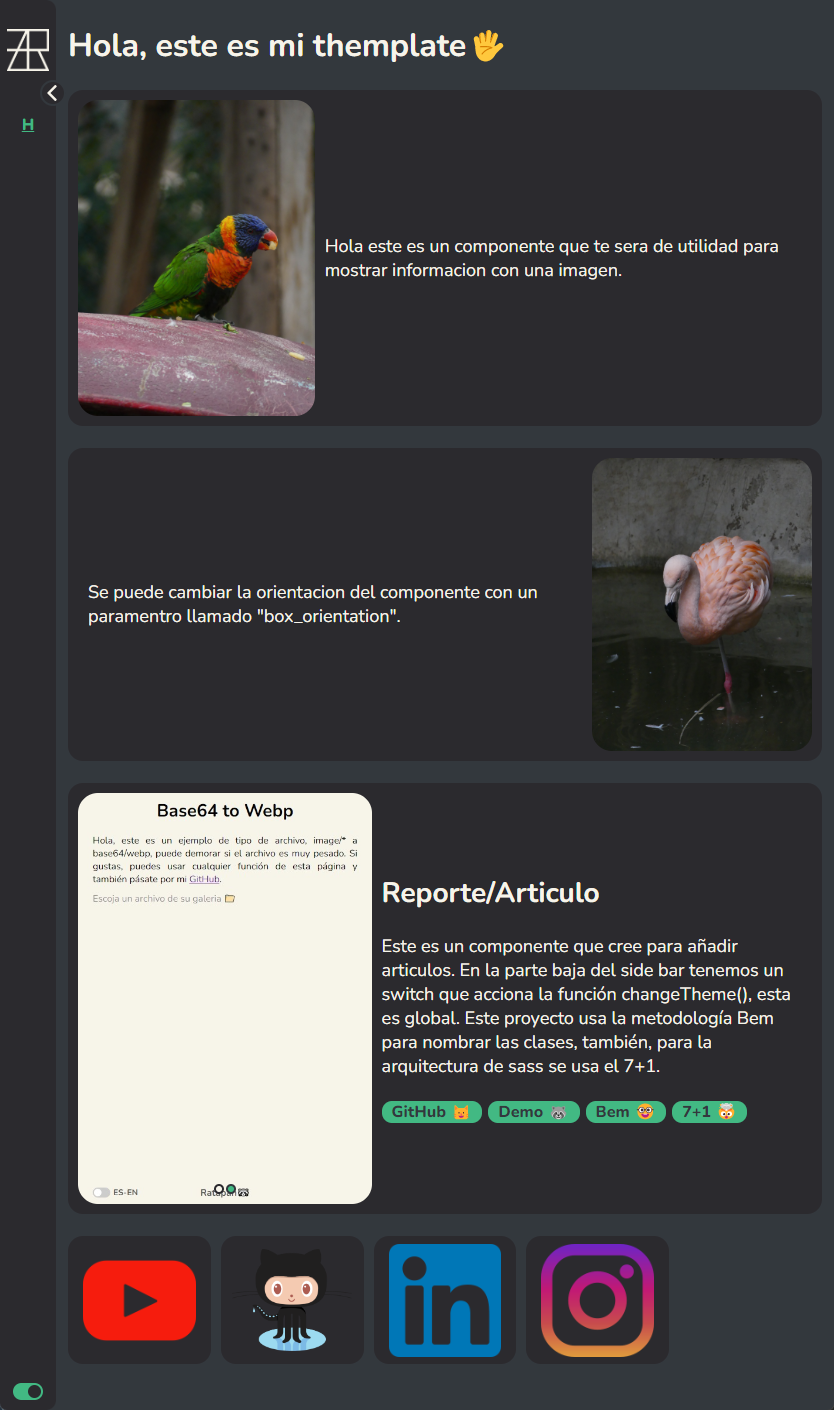 Hola, este es mi themplate
H
Hola este es un componente que te sera de utilidad para
mostrar informacion con una imagen.
Se puede cambiar la orientacion del componente con un
paramentro llamado "box_orientation".
Base64 to Webp
Hola, este es un ejemplo de tipo de archivo, image/* a
base64/webp, puede demorar si el archivo es muy pesado. Si
gustas, puedes usar cualquier función de esta página y
también pásate por mi GitHub.
Escoja un archivo de su galeria
ES-EN
Reporte/Articulo
Este es un componente que cree para añadir
articulos. En la parte baja del side bar tenemos un
switch que acciona la función changeTheme(), esta
es global. Este proyecto usa la metodología Bem
para nombrar las clases, también, para la
arquitectura de sass se usa el 7+1.
GitHub Demo Bem 7+1
in